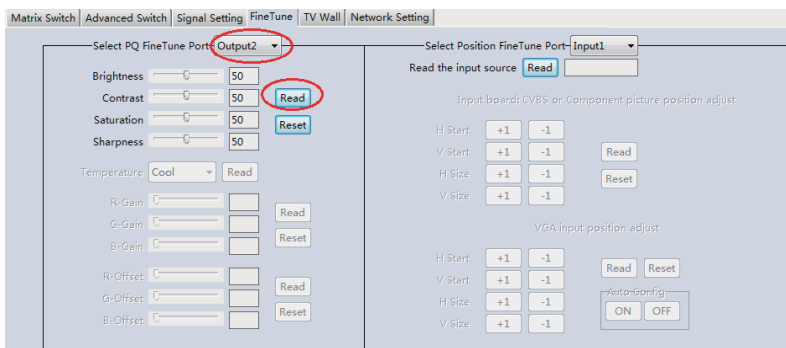 Matrix Switch Advanced Switch Signal Setting FineTune TV Wall Network Setting
Select PQ FineTune Port Output2
Brightness 50
Contrast 50 Read
Saturation 50 Reset
Sharpness 50
Temperature Cool Read
R-Gain
G-Gain Read
B-Gain Reset
R-Offset
G-Offset Read
B-Offset Reset
Select Position FineTune Port Input1
Read the input source Read
Input board: CVBS or Component picture position adjust
H Start +1 -1
V Start +1 -1 Read
H Size +1 -1 Reset
V Size +1 -1
VGA input position adjust
H Start +1 -1 Read Reset
V Start +1 -1
Auto Config
H Size +1 -1 ON OFF
V Size +1 -1